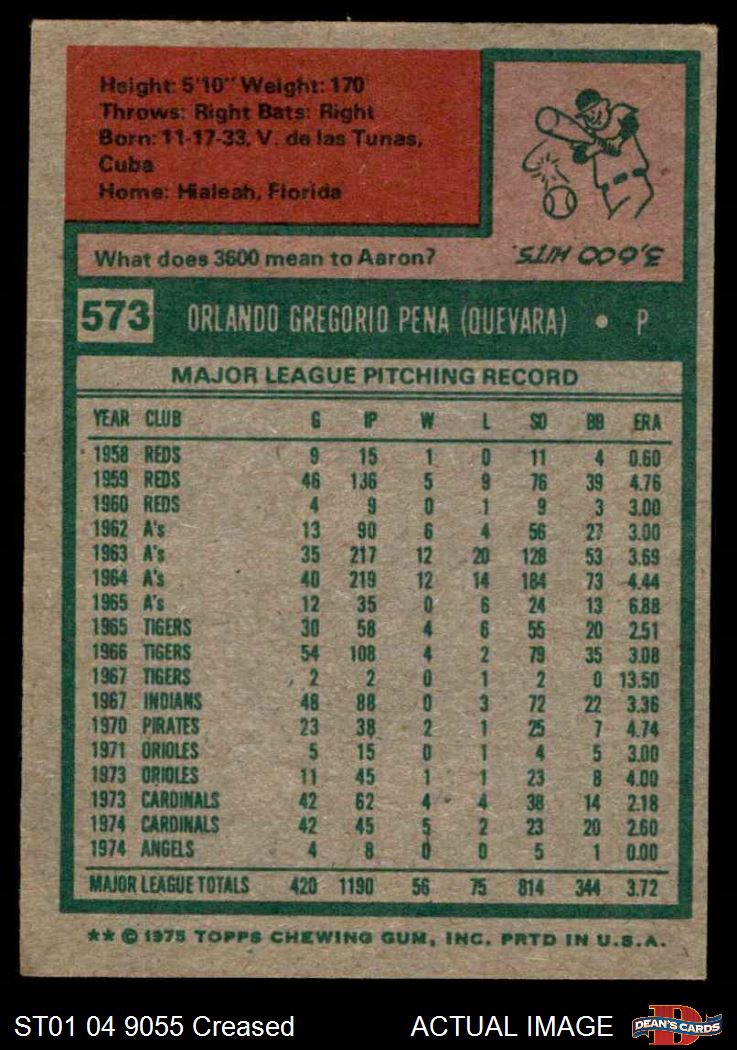 Height: 5'10" Weight: 170
Throws: Right Bats: Right
Born: 11-17-33, V. de las Tunas,
Cuba
Home: Hialeah, Florida
What does 3600 mean to Aaron?
3,600 HITS.
573 ORLANDO GREGORIO PENA (QUEVARA) • P
MAJOR LEAGUE PITCHING RECORD
YEAR CLUB G IP W L SO BB ERA
1958 REDS 9 15 1 0 11 4 0.60
1959 REDS 46 136 5 9 76 39 4.76
1960 REDS 4 9 0 1 9 3 3.00
1962 A's 13 90 6 4 56 27 3.00
1963 A's 35 217 12 20 128 53 3.69
1964 A's 40 219 12 14 184 73 4.44
1965 A's 12 35 0 6 24 13 6.88
1965 TIGERS 30 58 4 6 55 20 2.51
1966 TIGERS 54 108 4 2 79 35 3.08
1967 TIGERS 2 2 0 1 2 0 13.50
1967 INDIANS 48 88 0 3 72 22 3.36
1970 PIRATES 23 38 2 1 25 7 4.74
1971 ORIOLES 5 15 0 1 4 5 3.00
1973 ORIOLES 11 45 1 1 23 8 4.00
1973 CARDINALS 42 62 4 4 38 14 2.18
1974 CARDINALS 42 45 5 2 23 20 2.60
1974 ANGELS 4 8 0 0 5 1 0.00
MAJOR LEAGUE TOTALS 420 1190 56 75 814 344 3.72
** © 1975 TOPPS CHEWING GUM, INC. PRTD IN U.S.A.
ST01 04 9055 Creased ACTUAL IMAGE DEAN'S CARDS